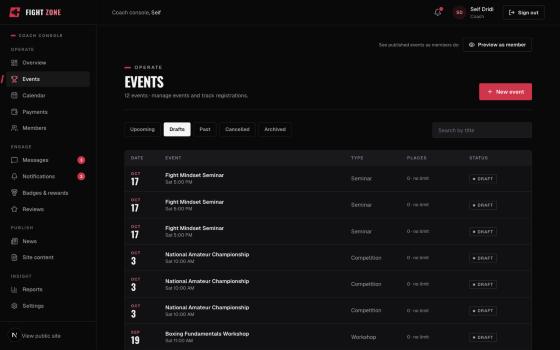 FIGHT ZONE
Coach console, Seif
SD
Seif Dridi
Coach
Sign out
COACH CONSOLE
OPERATE
Overview
Events
Calendar
Payments
Members
ENGAGE
Messages
Notifications
Badges & rewards
Reviews
PUBLISH
News
Site content
INSIGHT
Reports
Settings
N
View public site
See published events as members do
Preview as member
OPERATE
EVENTS
12 events · manage events and track registrations.
+ New event
Upcoming
Drafts
Past
Cancelled
Archived
Search by title
DATE EVENT TYPE PLACES STATUS
OCT 17 Fight Mindset Seminar Sat 5:00 PM Seminar 0 · no limit DRAFT
OCT 17 Fight Mindset Seminar Sat 5:00 PM Seminar 0 · no limit DRAFT
OCT 17 Fight Mindset Seminar Sat 5:00 PM Seminar 0 · no limit DRAFT
OCT 3 National Amateur Championship Sat 10:00 AM Competition 0 · no limit DRAFT
OCT 3 National Amateur Championship Sat 10:00 AM Competition 0 · no limit DRAFT
OCT 3 National Amateur Championship Sat 10:00 AM Competition 0 · no limit DRAFT
SEP 19 Boxing Fundamentals Workshop Sat 11:00 AM Workshop 0 · no limit DRAFT